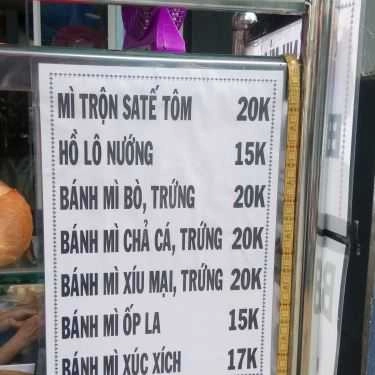 MÌ TRỘN SATẾ TÔM 20K
HỒ LÔ NƯỚNG 15K
BÁNH MÌ BÒ, TRỨNG 20K
BÁNH MÌ CHẢ CÁ, TRỨNG 20K
BÁNH MÌ XÍU MẠI, TRỨNG 20K
BÁNH MÌ ỐP LA 15K
BÁNH MÌ XÚC XÍCH 17K